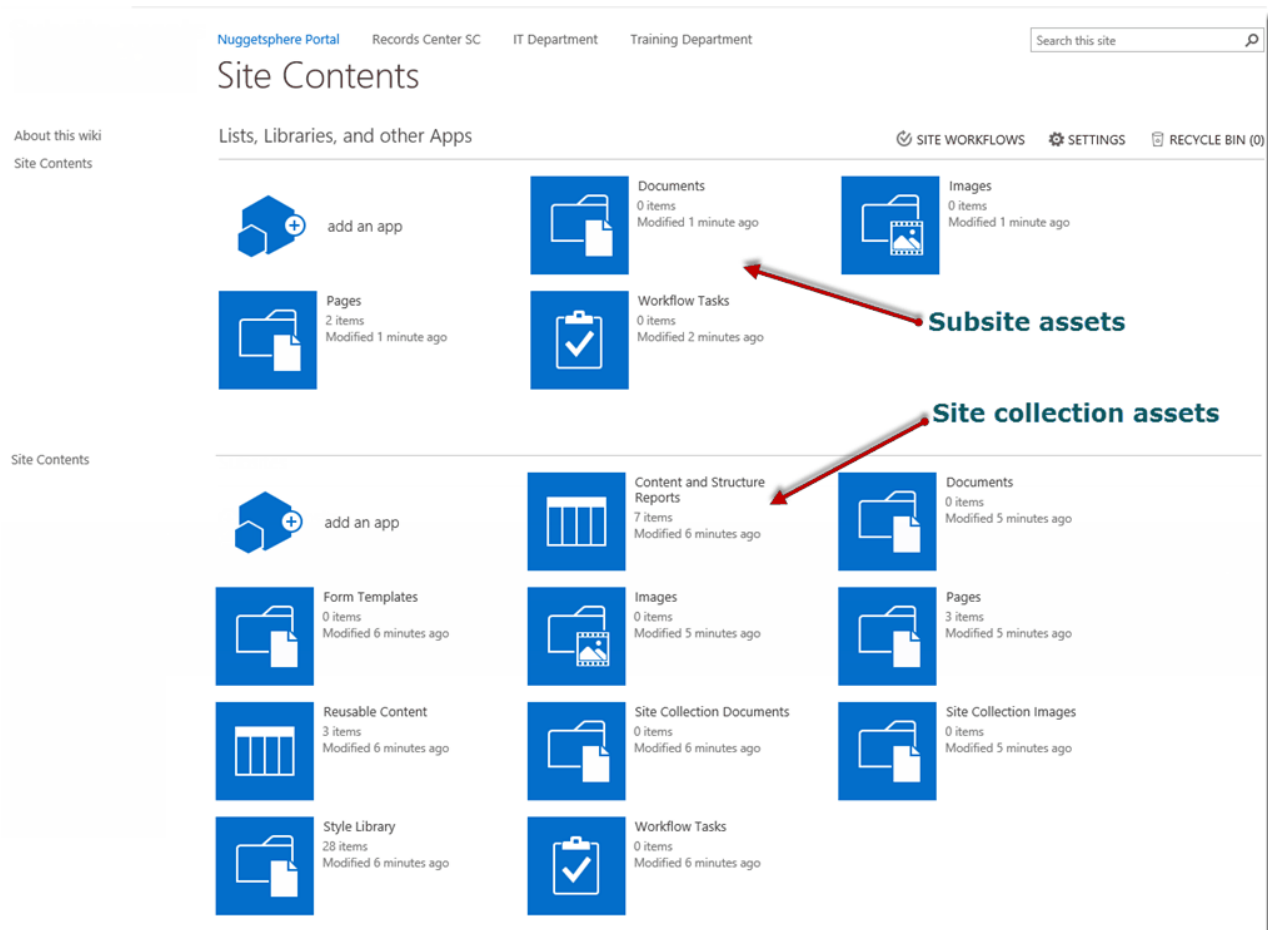 Nuggetsphere Portal Records Center SC IT Department Training Department
Search this site
Site Contents
About this wiki
Site Contents
Lists, Libraries, and other Apps
SITE WORKFLOWS SETTINGS RECYCLE BIN (0)
add an app
Documents
0 items
Modified 1 minute ago
Images
0 items
Modified 1 minute ago
Pages
2 items
Modified 1 minute ago
Workflow Tasks
0 items
Modified 2 minutes ago
Subsite assets
Site collection assets
Site Contents
add an app
Content and Structure
Reports
7 items
Modified 6 minutes ago
Documents
0 items
Modified 5 minutes ago
Form Templates
0 items
Modified 6 minutes ago
Images
0 items
Modified 5 minutes ago
Pages
3 items
Modified 5 minutes ago
Reusable Content
3 items
Modified 6 minutes ago
Site Collection Documents
0 items
Modified 6 minutes ago
Site Collection Images
0 items
Modified 5 minutes ago
Style Library
28 items
Modified 6 minutes ago
Workflow Tasks
0 items
Modified 6 minutes ago